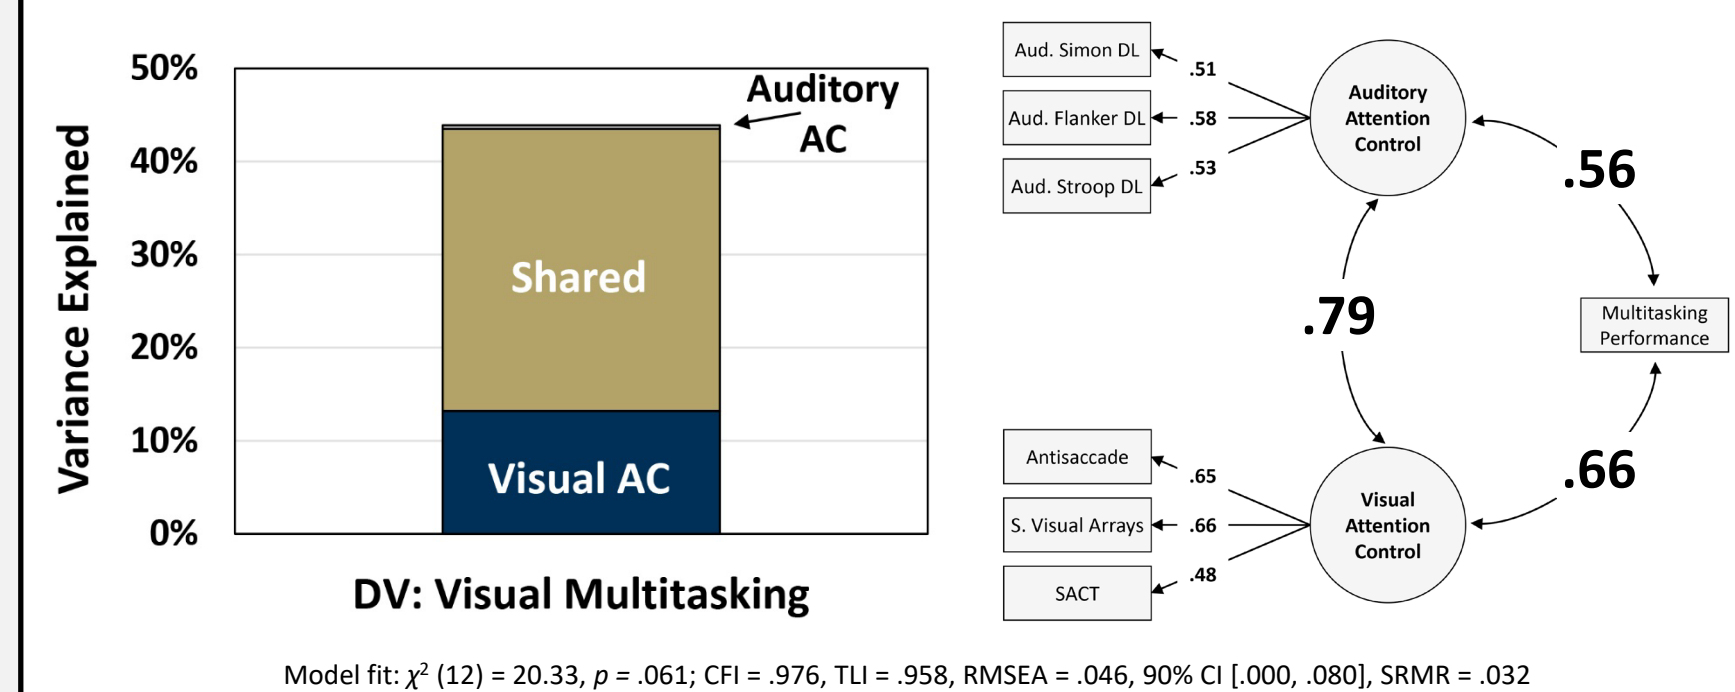 50%
40%
30%
20%
10%
0%
Variance Explained
Auditory
AC
Shared
Visual AC
DV: Visual Multitasking
Aud. Simon DL
Aud. Flanker DL
Aud. Stroop DL
.51
.58
.53
Auditory
Attention
Control
.56
.79
Multitasking
Performance
.66
Antisaccade
S. Visual Arrays
SACT
.65
.66
.48
Visual
Attention
Control
Model fit: χ² (12) = 20.33, p = .061; CFI = .976, TLI = .958, RMSEA = .046, 90% CI [.000, .080], SRMR = .032